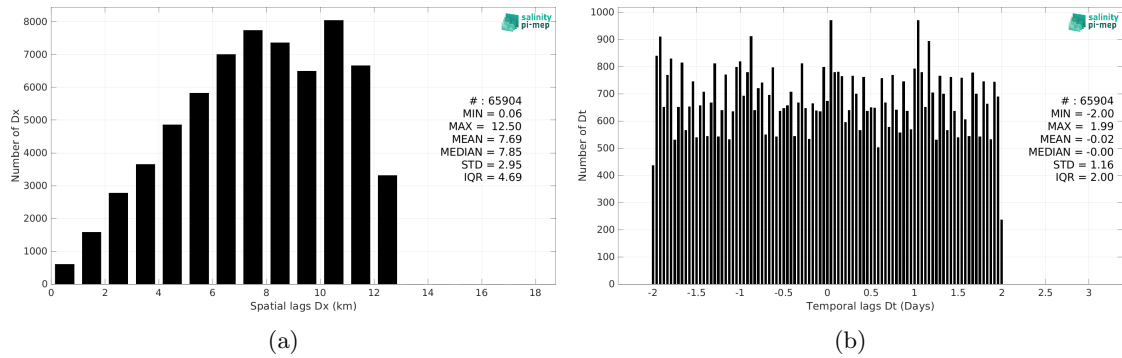 8000
7000
6000
5000
4000
3000
2000
1000
0
Number of Dx
0 2 4 6 8 10 12 14 16 18
Spatial lags Dx (km)
salinity
pi-mep
# : 65904
MIN = 0.06
MAX = 12.50
MEAN = 7.69
MEDIAN = 7.85
STD = 2.95
IQR = 4.69
(a)
1000
900
800
700
600
500
400
300
200
100
0
Number of Dt
-2 -1.5 -1 -0.5 0 0.5 1 1.5 2 2.5 3
Temporal lags Dt (Days)
salinity
pi-mep
# : 65904
MIN = -2.00
MAX = 1.99
MEAN = -0.02
MEDIAN = -0.00
STD = 1.16
IQR = 2.00
(b)